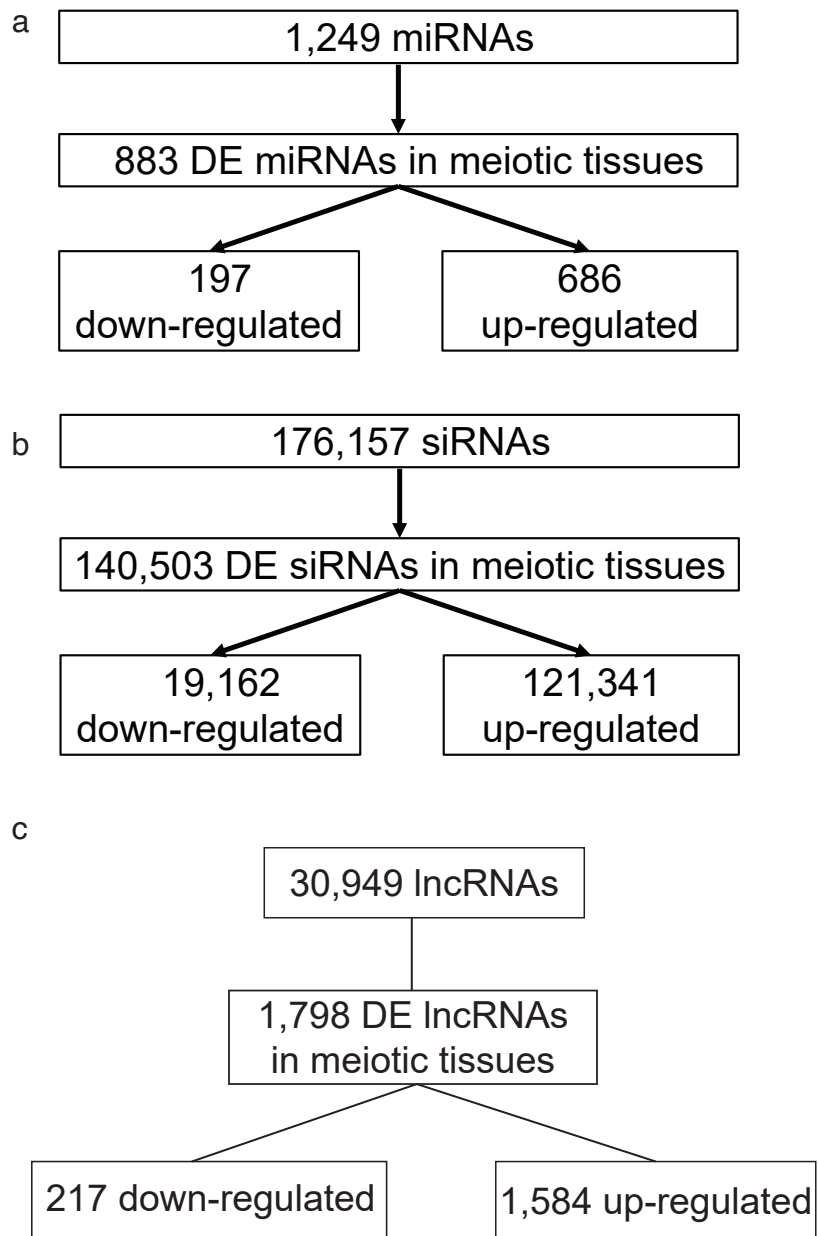 a
1,249 miRNAs
883 DE miRNAs in meiotic tissues
197
down-regulated
686
up-regulated
b
176,157 siRNAs
140,503 DE siRNAs in meiotic tissues
19,162
down-regulated
121,341
up-regulated
c
30,949 lncRNAs
1,798 DE lncRNAs
in meiotic tissues
217 down-regulated
1,584 up-regulated